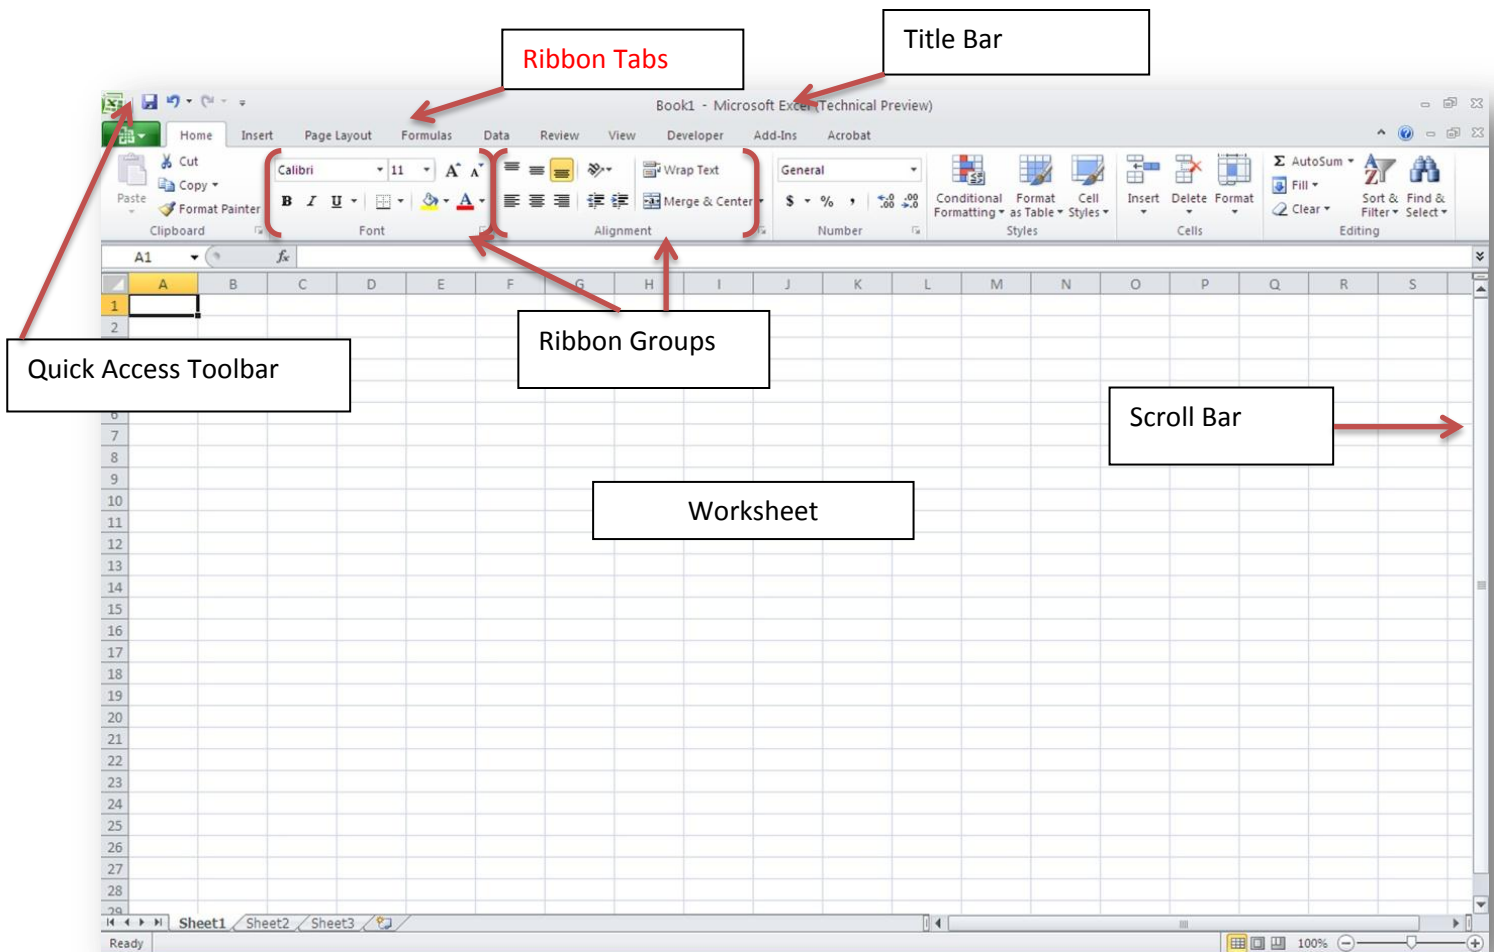 Title Bar
Ribbon Tabs
Book1 - Microsoft Excel (Technical Preview)
Home Insert Page Layout Formulas Data Review View Developer Add-Ins Acrobat
Cut
Copy
Format Painter
Paste
Clipboard
Calibri 11
B I U A
Font
Wrap Text
Merge & Center
Alignment
General
$ % , .00 .00
Number
Conditional Formatting
Format as Table
Cell Styles
Styles
Insert Delete Format
Cells
Σ AutoSum
Fill
Clear
Sort & Filter
Find & Select
Editing
A1 fx
A B C D E F G H I J K L M N O P Q R S
1
2
Ribbon Groups
Quick Access Toolbar
6
Scroll Bar
7
8
9
10
Worksheet
11
12
13
14
15
16
17
18
19
20
21
22
23
24
25
26
27
28
29
Sheet1 Sheet2 Sheet3
Ready 100%